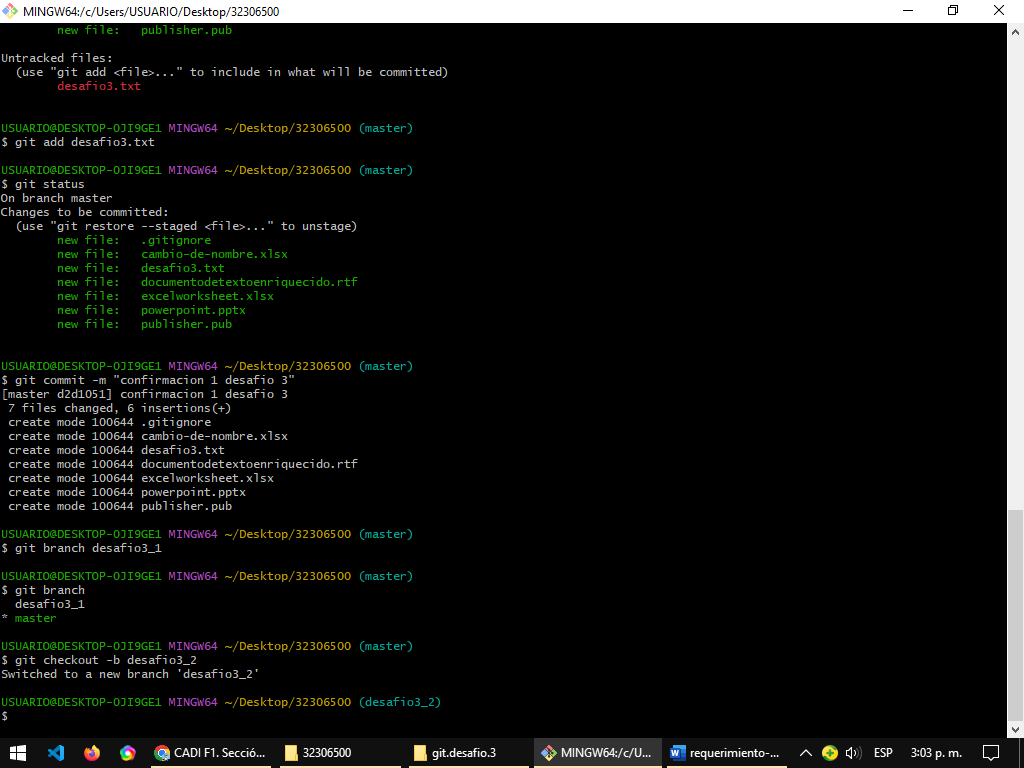 MINGW64:/c/Users/USUARIO/Desktop/32306500
new file:   publisher.pub
Untracked files:
  (use "git add <file>..." to include in what will be committed)
        desafio3.txt
USUARIO@DESKTOP-OJI9GE1 MINGW64 ~/Desktop/32306500 (master)
$ git add desafio3.txt
USUARIO@DESKTOP-OJI9GE1 MINGW64 ~/Desktop/32306500 (master)
$ git status
On branch master
Changes to be committed:
  (use "git restore --staged <file>..." to unstage)
        new file:   .gitignore
        new file:   cambio-de-nombre.xlsx
        new file:   desafio3.txt
        new file:   documentodetextoenriquecido.rtf
        new file:   excelworksheet.xlsx
        new file:   powerpoint.pptx
        new file:   publisher.pub
USUARIO@DESKTOP-OJI9GE1 MINGW64 ~/Desktop/32306500 (master)
$ git commit -m "confirmacion 1 desafio 3"
[master d2d1051] confirmacion 1 desafio 3
 7 files changed, 6 insertions(+)
 create mode 100644 .gitignore
 create mode 100644 cambio-de-nombre.xlsx
 create mode 100644 desafio3.txt
 create mode 100644 documentodetextoenriquecido.rtf
 create mode 100644 excelworksheet.xlsx
 create mode 100644 powerpoint.pptx
 create mode 100644 publisher.pub
USUARIO@DESKTOP-OJI9GE1 MINGW64 ~/Desktop/32306500 (master)
$ git branch desafio3_1
USUARIO@DESKTOP-OJI9GE1 MINGW64 ~/Desktop/32306500 (master)
$ git branch
  desafio3_1
* master
USUARIO@DESKTOP-OJI9GE1 MINGW64 ~/Desktop/32306500 (master)
$ git checkout -b desafio3_2
Switched to a new branch 'desafio3_2'
USUARIO@DESKTOP-OJI9GE1 MINGW64 ~/Desktop/32306500 (desafio3_2)
$
CADI F1. Secció... 32306500 git.desafio.3 MINGW64:/c/U... requerimiento-... ESP 3:03 p. m.